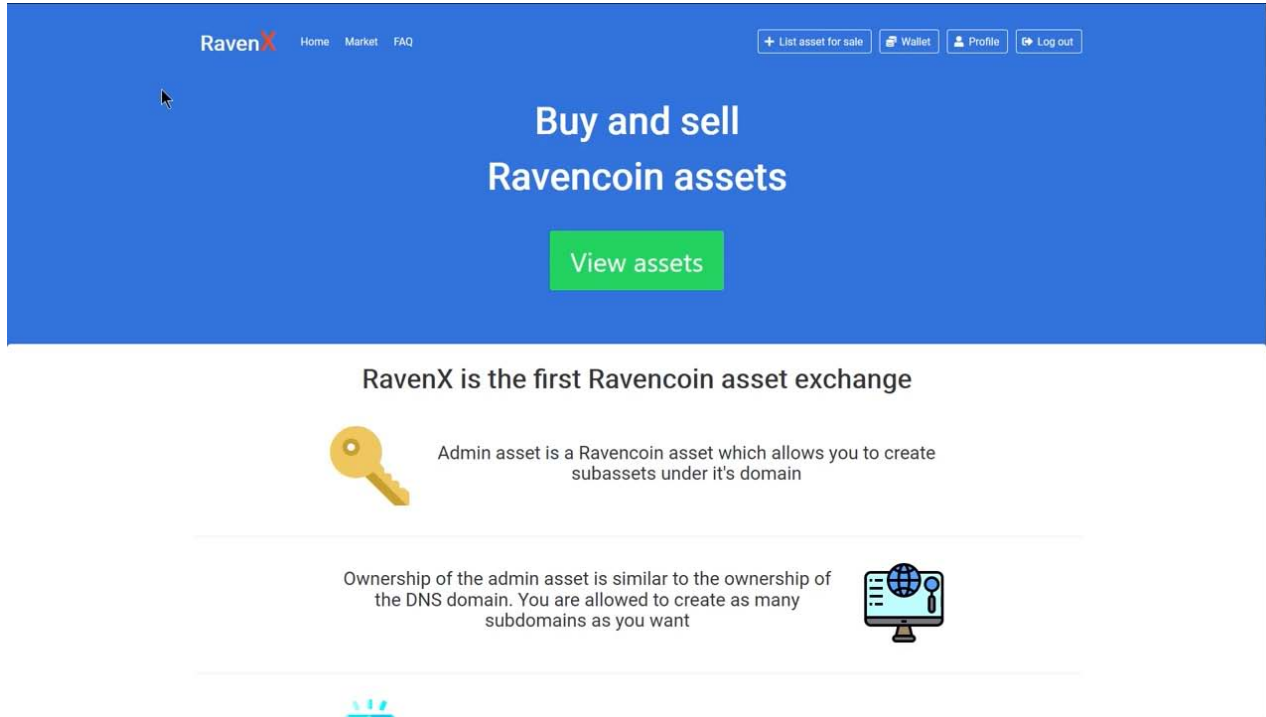 RavenX Home Market FAQ + List asset for sale Wallet Profile Log out
Buy and sell
Ravencoin assets
View assets
RavenX is the first Ravencoin asset exchange
Admin asset is a Ravencoin asset which allows you to create
subassets under it's domain
Ownership of the admin asset is similar to the ownership of
the DNS domain. You are allowed to create as many
subdomains as you want